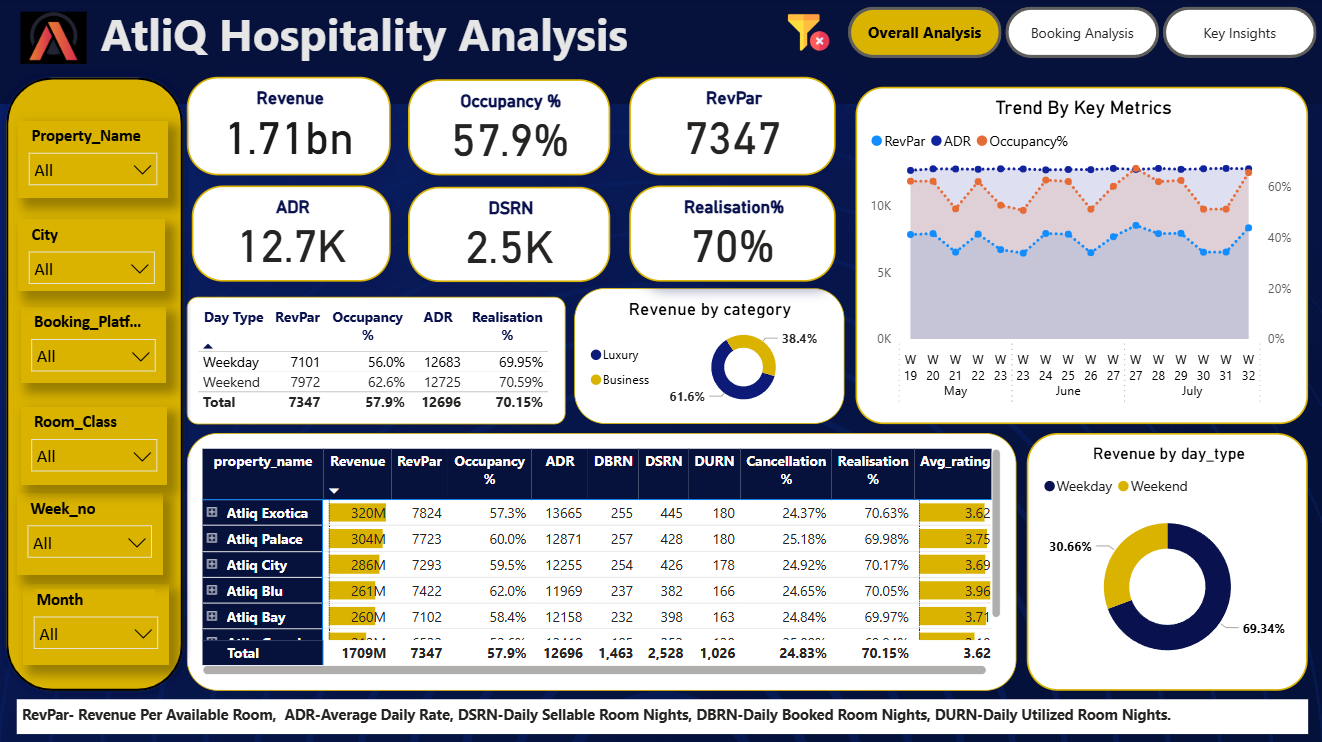 AtliQ Hospitality Analysis
Overall Analysis
Booking Analysis
Key Insights
Property_Name
All
City
All
Booking_Platf...
All
Room_Class
All
Week_no
All
Month
All
Revenue
1.71bn
Occupancy %
57.9%
RevPar
7347
ADR
12.7K
DSRN
2.5K
Realisation%
70%
Trend By Key Metrics
RevPar ADR Occupancy%
10K
5K
0K
60%
40%
20%
0%
W W W W W W W W W W W W W W W W
19 20 21 22 23 23 24 25 26 27 27 28 29 30 31 32
May June July
Day Type RevPar Occupancy % ADR Realisation %
Weekday 7101 56.0% 12683 69.95%
Weekend 7972 62.6% 12725 70.59%
Total 7347 57.9% 12696 70.15%
Revenue by category
Luxury
Business
38.4%
61.6%
property_name Revenue RevPar Occupancy % ADR DBRN DSRN DURN Cancellation % Realisation % Avg_rating
Atliq Exotica 320M 7824 57.3% 13665 255 445 180 24.37% 70.63% 3.62
Atliq Palace 304M 7723 60.0% 12871 257 428 180 25.18% 69.98% 3.75
Atliq City 286M 7293 59.5% 12255 254 426 178 24.92% 70.17% 3.69
Atliq Blu 261M 7422 62.0% 11969 237 382 166 24.65% 70.05% 3.96
Atliq Bay 260M 7102 58.4% 12158 232 398 163 24.84% 69.97% 3.71
Total 1709M 7347 57.9% 12696 1,463 2,528 1,026 24.83% 70.15% 3.62
Revenue by day_type
Weekday Weekend
30.66%
69.34%
RevPar- Revenue Per Available Room, ADR-Average Daily Rate, DSRN-Daily Sellable Room Nights, DBRN-Daily Booked Room Nights, DURN-Daily Utilized Room Nights.